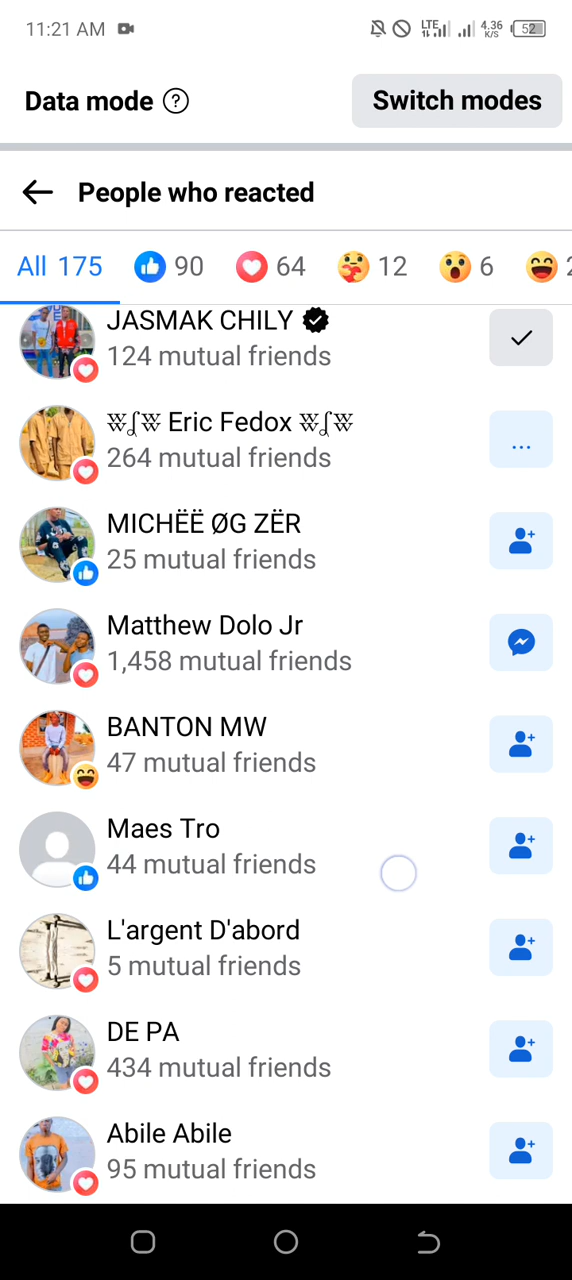 11:21 AM
LTE
4.36
K/S
52
Data mode ?
Switch modes
People who reacted
All 175
90
64
12
6
JASMAK CHILY
124 mutual friends
Eric Fedox
264 mutual friends
...
MICHËË ØG ZËR
25 mutual friends
Matthew Dolo Jr
1,458 mutual friends
BANTON MW
47 mutual friends
Maes Tro
44 mutual friends
L'argent D'abord
5 mutual friends
DE PA
434 mutual friends
Abile Abile
95 mutual friends